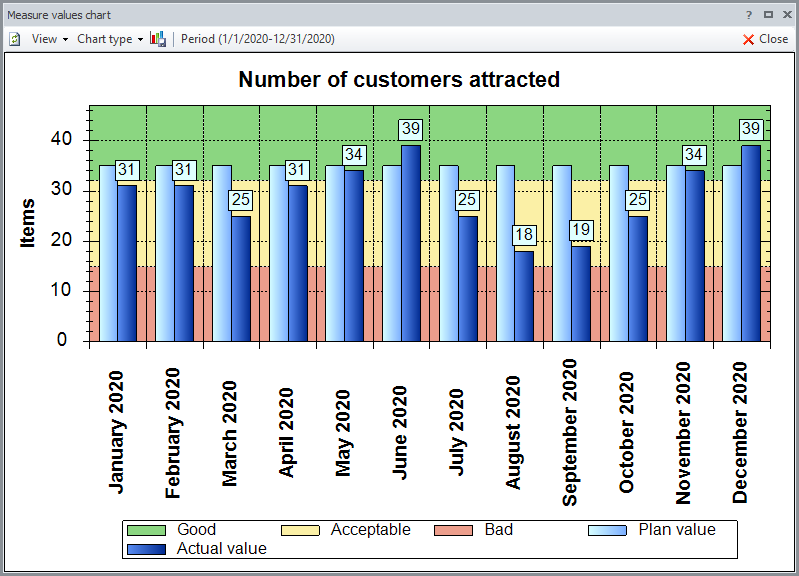 Measure values chart ?
View Chart type Period (1/1/2020-12/31/2020) Close
Number of customers attracted
Items
40
30
20
10
0
31
31
25
31
34
39
25
18
19
25
34
39
January 2020
February 2020
March 2020
April 2020
May 2020
June 2020
July 2020
August 2020
September 2020
October 2020
November 2020
December 2020
Good Acceptable Bad Plan value
Actual value